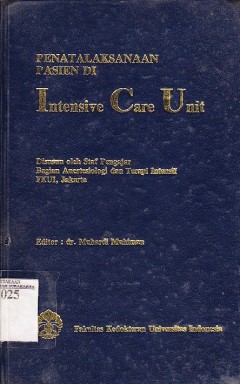 PENATALAKSANAAN
PASIEN DI
Intensive Care Unit
Disusun oleh Staf Pengajar
Bagian Anestesiologi dan Terapi Intensif
FKUI, Jakarta
Editor : dr. Muhardi Muhiman
025
Fakultas Kedokteran Universitas Indonesia